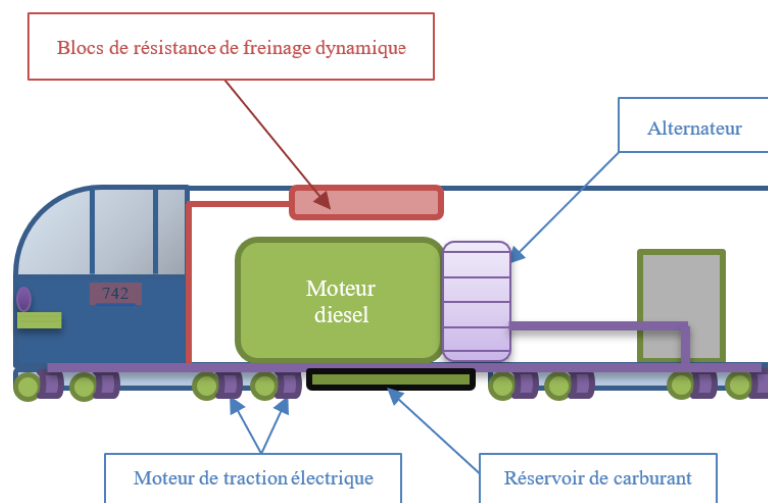 Blocs de résistance de freinage dynamique
Alternateur
742
Moteur
diesel
Moteur de traction électrique
Réservoir de carburant